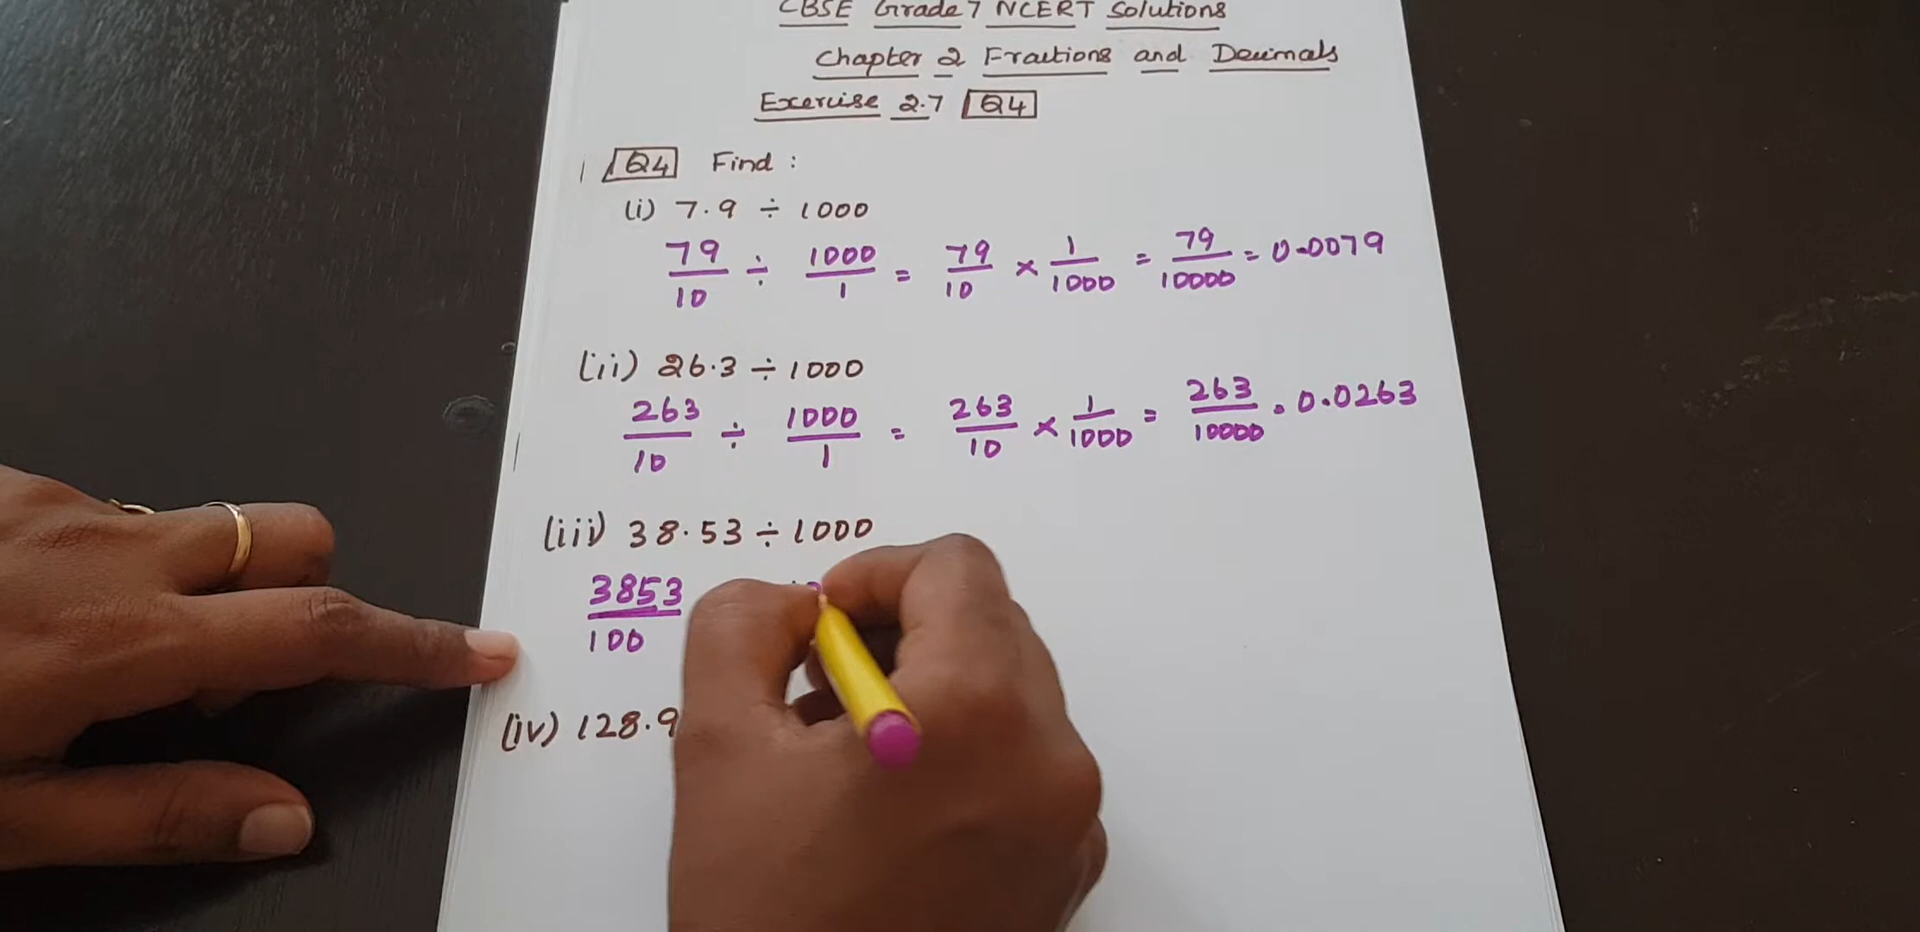 CBSE Grade 7 NCERT Solutions
Chapter 2 Fractions and Decimals
Exercise 2.7 Q4
Q4 Find :
(i) 7.9 ÷ 1000
79/10 ÷ 1000/1 = 79/10 × 1/1000 = 79/10000 = 0.0079
(ii) 26.3 ÷ 1000
263/10 ÷ 1000/1 = 263/10 × 1/1000 = 263/10000 = 0.0263
(iii) 38.53 ÷ 1000
3853/100
(iv) 128.9